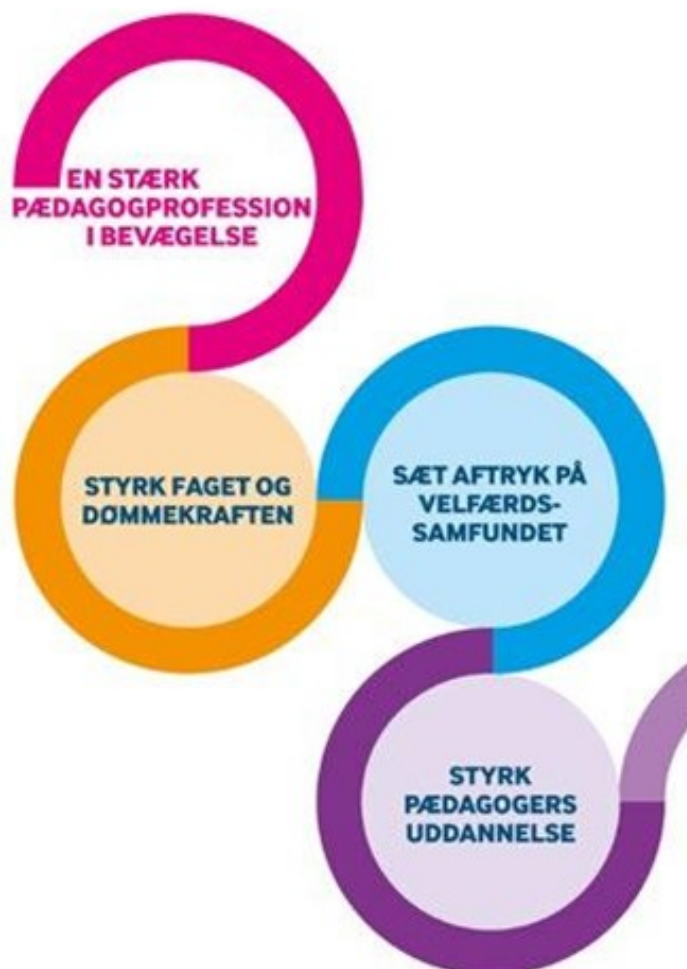 EN STÆRK
PÆDAGOGPROFESSION
I BEVÆGELSE
STYRK FAGET OG
DØMMEKRAFTEN
SÆT AFTRYK PÅ
VELFÆRDS-
SAMFUNDET
STYRK
PÆDAGOGERS
UDDANNELSE